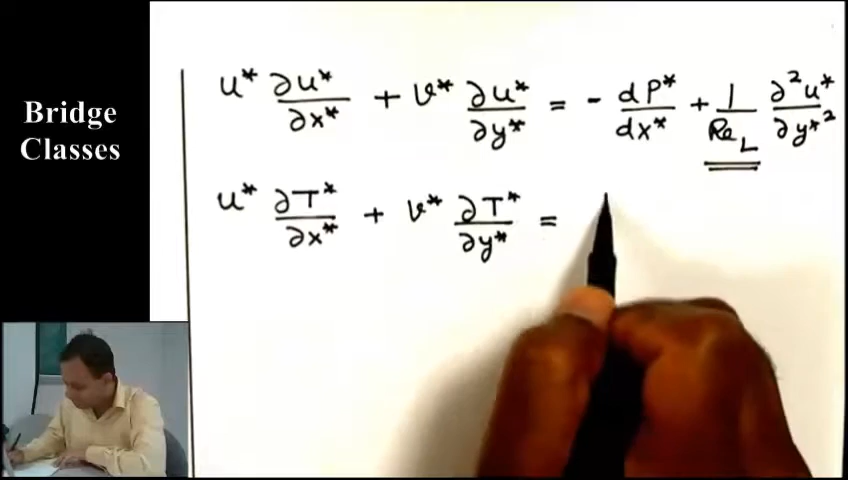 Bridge
Classes
u* ∂u*/∂x* + v* ∂u*/∂y* = - dP*/dx* + 1/Re_L ∂²u*/∂y*²
u* ∂T*/∂x* + v* ∂T*/∂y* =